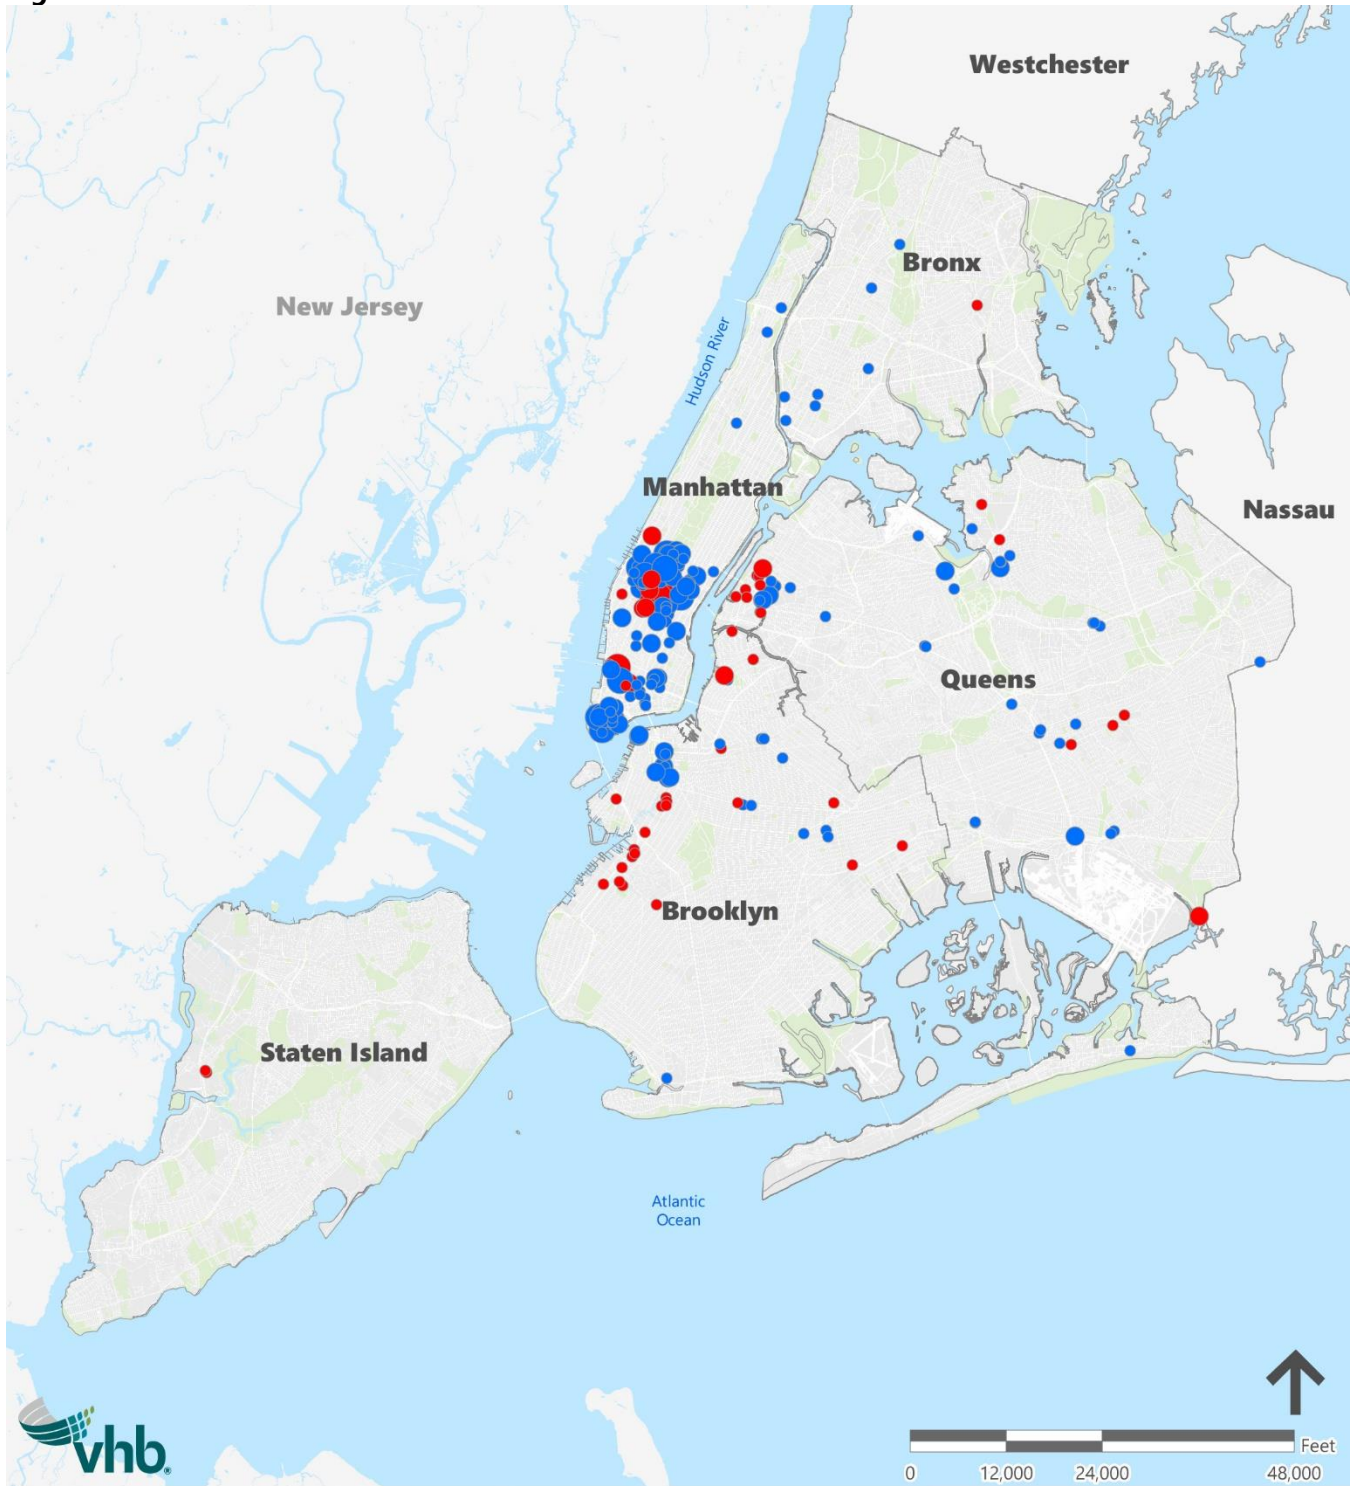 Westchester
Bronx
New Jersey
Hudson River
Manhattan
Nassau
Queens
Brooklyn
Staten Island
Atlantic
Ocean
vhb
Feet
0 12,000 24,000 48,000